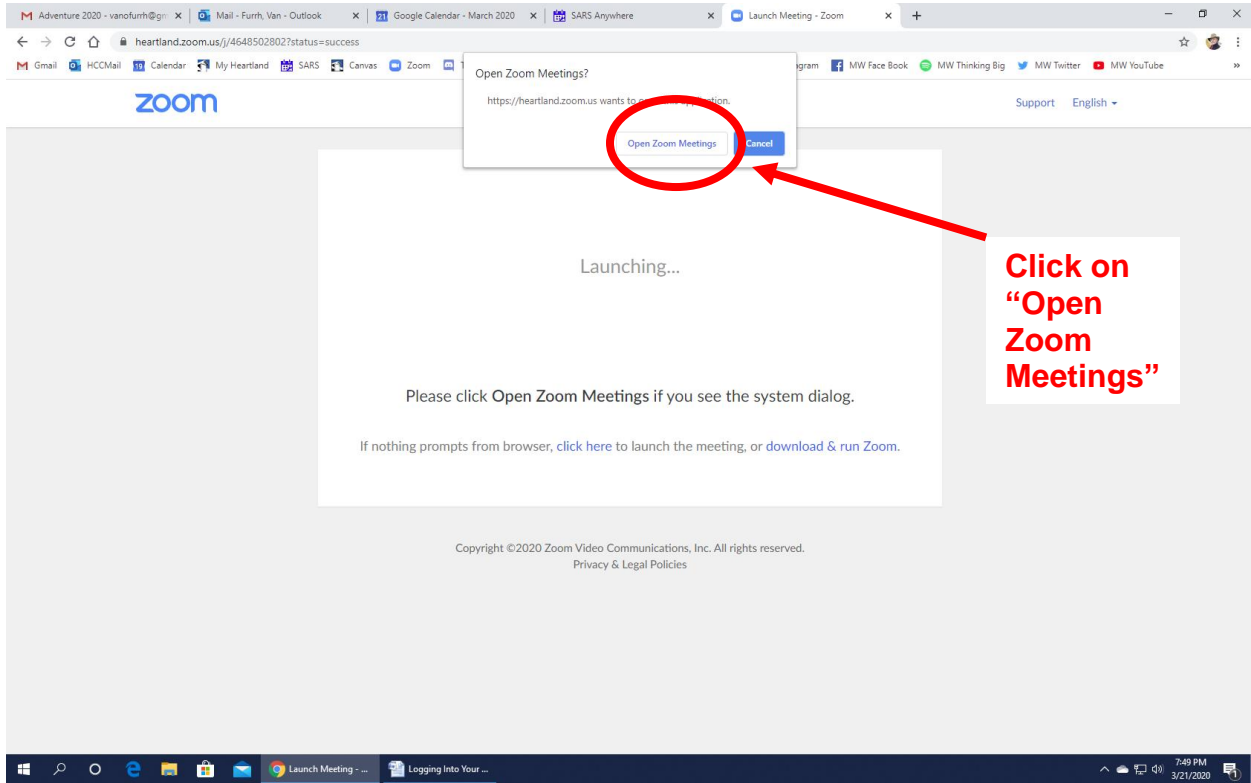 Adventure 2020 - vanofurrh@gm
Mail - Furrh, Van - Outlook
Google Calendar - March 2020
SARS Anywhere
Launch Meeting - Zoom
heartland.zoom.us/j/4648502802?status=success
Gmail HCCMail Calendar My Heartland SARS Canvas Zoom MW Face Book MW Thinking Big MW Twitter MW YouTube
Open Zoom Meetings?
https://heartland.zoom.us wants to
Open Zoom Meetings Cancel
zoom
Support English
Launching...
Click on
“Open
Zoom
Meetings”
Please click Open Zoom Meetings if you see the system dialog.
If nothing prompts from browser, click here to launch the meeting, or download & run Zoom.
Copyright ©2020 Zoom Video Communications, Inc. All rights reserved.
Privacy & Legal Policies
Launch Meeting - ...
Logging Into Your ...
7:49 PM
3/21/2020